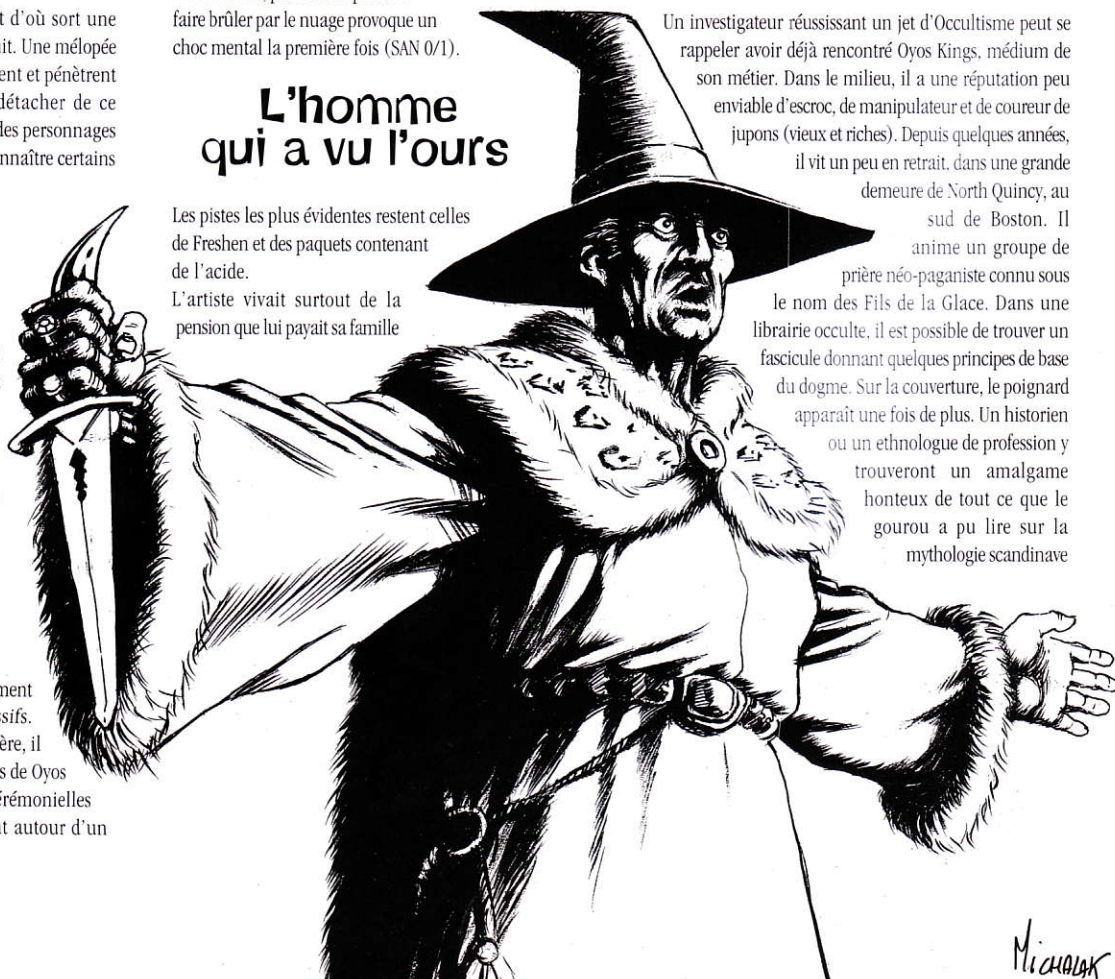 t d'où sort une
it. Une mélopée
ent et pénètrent
détacher de ce
des personnages
nnaître certains
ment
ssifs.
ère, il
s de Oyos
érémonielles
nt autour d'un
faire brûler par le nuage provoque un
choc mental la première fois (SAN 0/1).
L'homme
qui a vu l'ours
Les pistes les plus évidentes restent celles
de Freshen et des paquets contenant
de l'acide.
L'artiste vivait surtout de la
pension que lui payait sa famille
Un investigateur réussissant un jet d'Occultisme peut se
rappeler avoir déjà rencontré Oyos Kings, médium de
son métier. Dans le milieu, il a une réputation peu
enviable d'escroc, de manipulateur et de coureur de
jupons (vieux et riches). Depuis quelques années,
il vit un peu en retrait, dans une grande
demeure de North Quincy, au
sud de Boston. Il
anime un groupe de
prière néo-paganiste connu sous
le nom des Fils de la Glace. Dans une
librairie occulte, il est possible de trouver un
fascicule donnant quelques principes de base
du dogme. Sur la couverture, le poignard
apparaît une fois de plus. Un historien
ou un ethnologue de profession y
trouveront un amalgame
honteux de tout ce que le
gourou a pu lire sur la
mythologie scandinave
MICHALAK